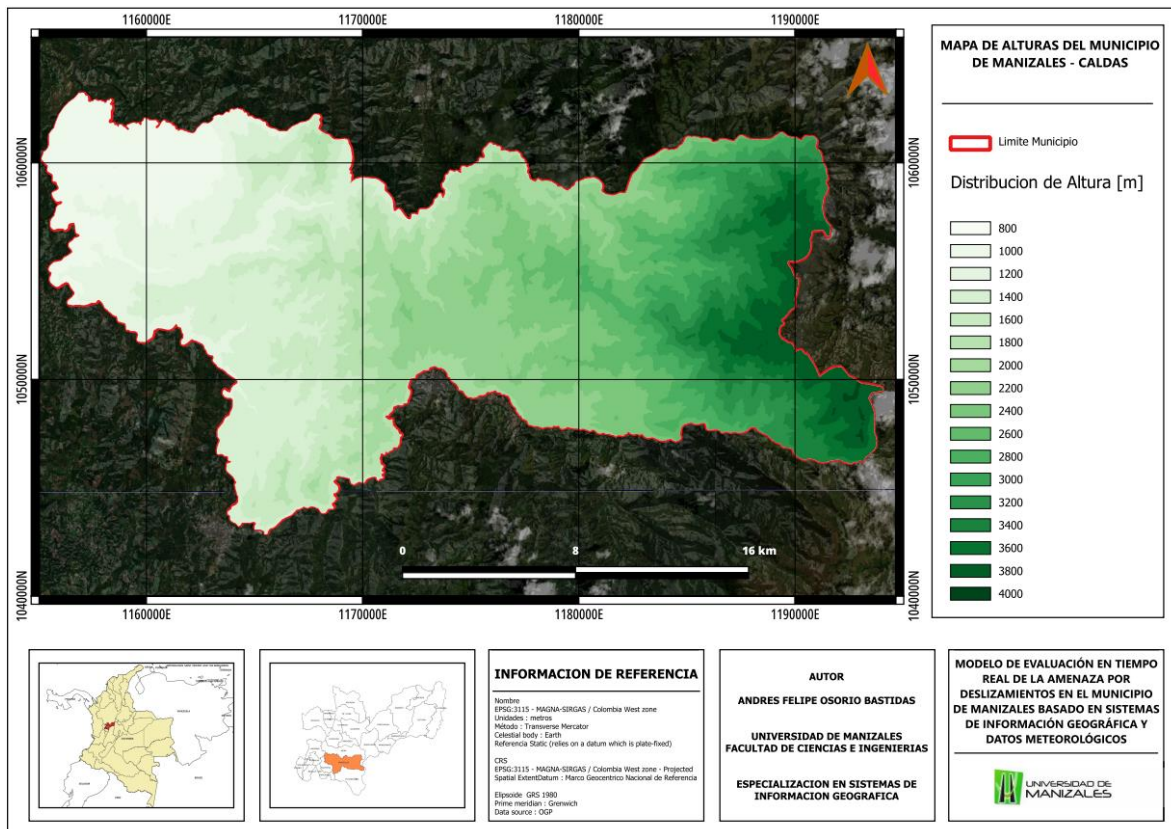 1160000E
1170000E
1180000E
1190000E
1060000N
1060000N
1050000N
1050000N
1040000N
1040000N
0
8
16 km
1160000E
1170000E
1180000E
1190000E
MAPA DE ALTURAS DEL MUNICIPIO
DE MANIZALES - CALDAS
Limite Municipio
Distribucion de Altura [m]
800
1000
1200
1400
1600
1800
2000
2200
2400
2600
2800
3000
3200
3400
3600
3800
4000
INFORMACION DE REFERENCIA
Nombre
EPSG:3115 - MAGNA-SIRGAS / Colombia West zone
Unidades : metros
Método : Transverse Mercator
Celestial body : Earth
Referencia Static (relies on a datum which is plate-fixed)
CRS
EPSG:3115 - MAGNA-SIRGAS / Colombia West zone - Projected
Spatial ExtentDatum : Marco Geocentrico Nacional de Referencia
Elipsoide GRS 1980
Prime meridian : Grenwich
Data source : OGP
AUTOR
ANDRES FELIPE OSORIO BASTIDAS
UNIVERSIDAD DE MANIZALES
FACULTAD DE CIENCIAS E INGENIERIAS
ESPECIALIZACION EN SISTEMAS DE
INFORMACION GEOGRAFICA
MODELO DE EVALUACIÓN EN TIEMPO
REAL DE LA AMENAZA POR
DESLIZAMIENTOS EN EL MUNICIPIO
DE MANIZALES BASADO EN SISTEMAS
DE INFORMACIÓN GEOGRÁFICA Y
DATOS METEOROLÓGICOS
UNIVERSIDAD DE
MANIZALES